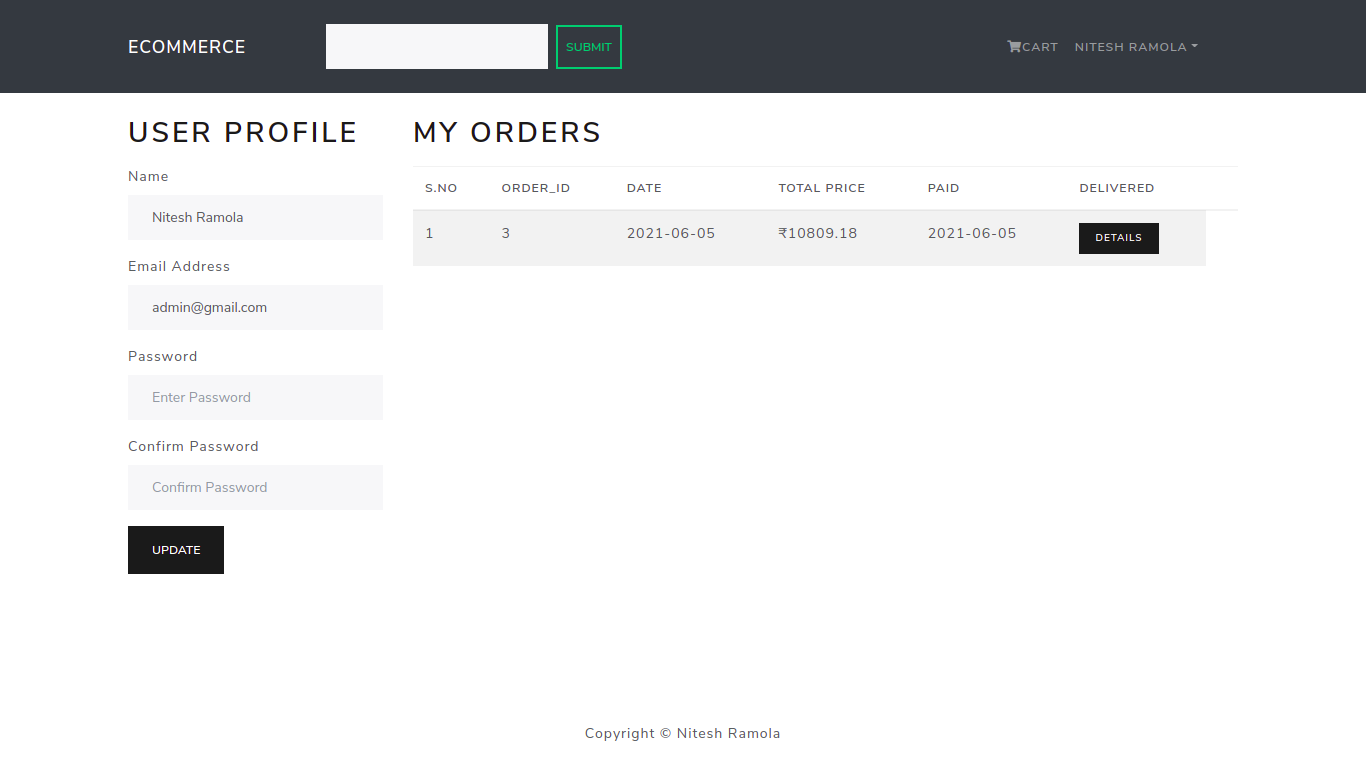 ECOMMERCE SUBMIT CART NITESH RAMOLA
USER PROFILE
Name
Nitesh Ramola
Email Address
admin@gmail.com
Password
Enter Password
Confirm Password
Confirm Password
UPDATE
MY ORDERS
S.NO ORDER_ID DATE TOTAL PRICE PAID DELIVERED
1 3 2021-06-05 ₹10809.18 2021-06-05 DETAILS
Copyright © Nitesh Ramola